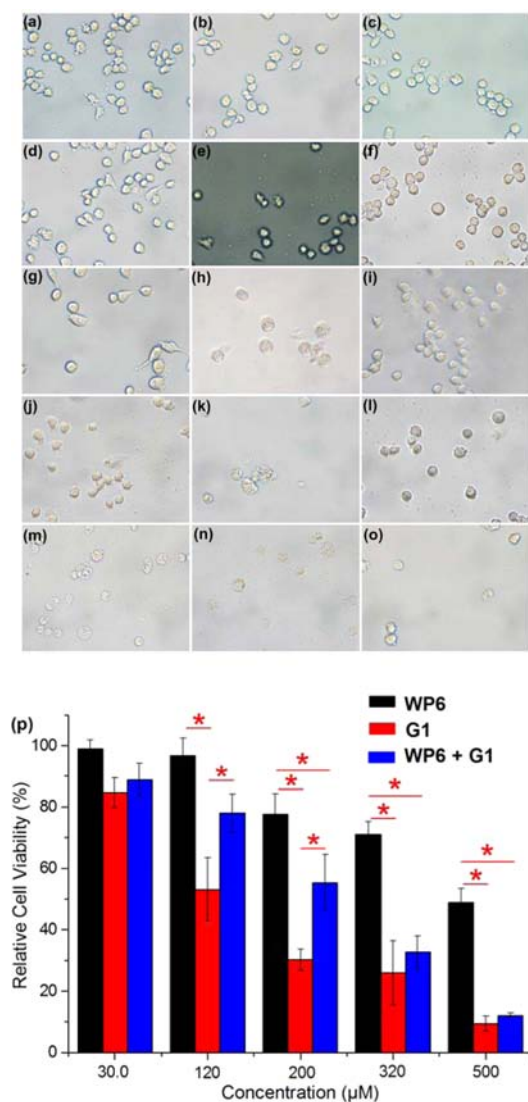 (a) (b) (c)
(d) (e) (f)
(g) (h) (i)
(j) (k) (l)
(m) (n) (o)
(p)
WP6
G1
WP6 + G1
* * * * * * * * *
Relative Cell Viability (%)
100
80
60
40
20
0
30.0 120 200 320 500
Concentration (µM)